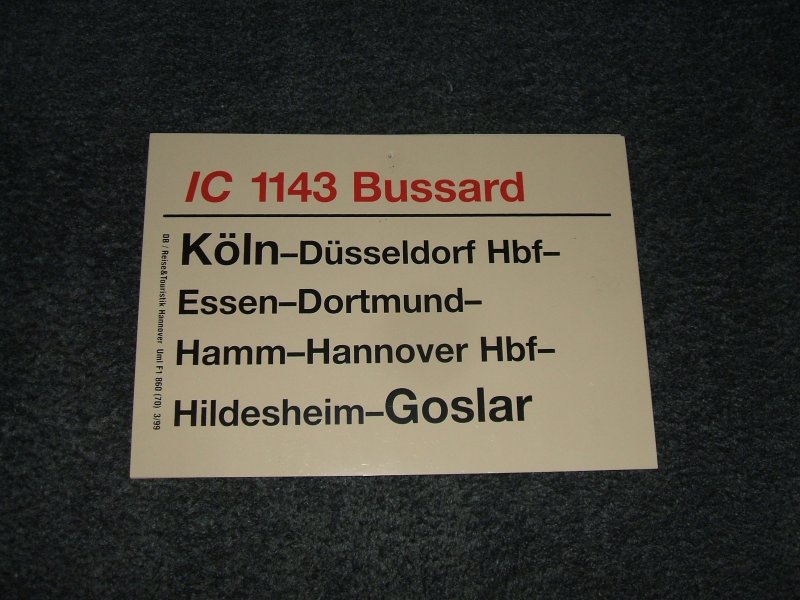 IC 1143 Bussard
Köln–Düsseldorf Hbf–
Essen–Dortmund–
Hamm–Hannover Hbf–
Hildesheim–Goslar
DB / Reise&Touristik Hannover Uml F1 860 (70) 3/99